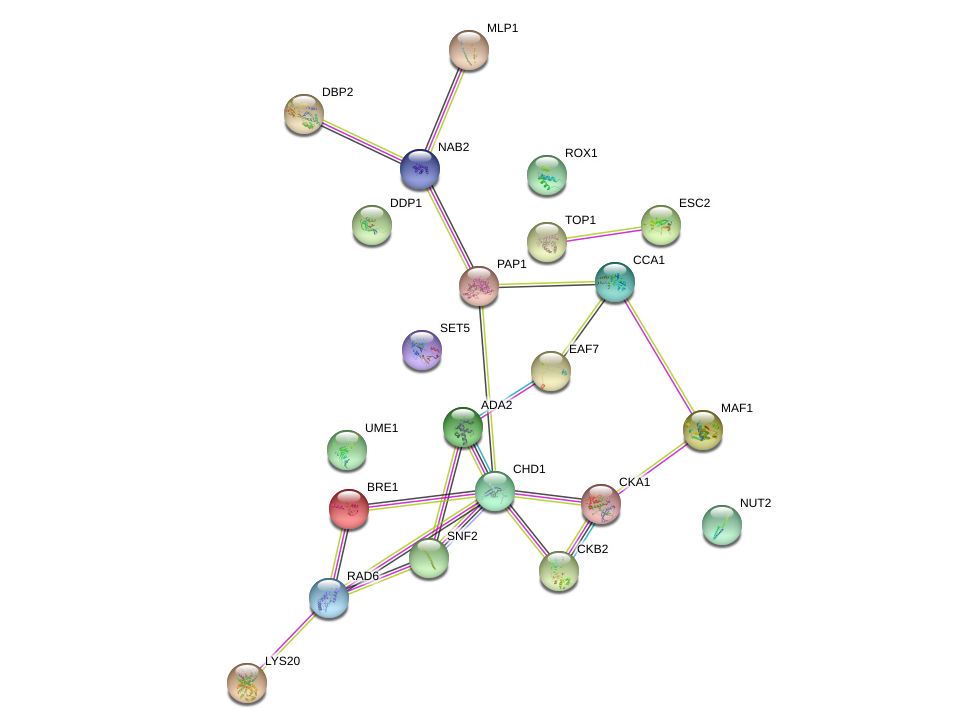 MLP1
DBP2
NAB2
ROX1
DDP1
ESC2
TOP1
CCA1
PAP1
SET5
EAF7
ADA2
MAF1
UME1
CHD1
CKA1
BRE1
NUT2
SNF2
CKB2
RAD6
LYS20